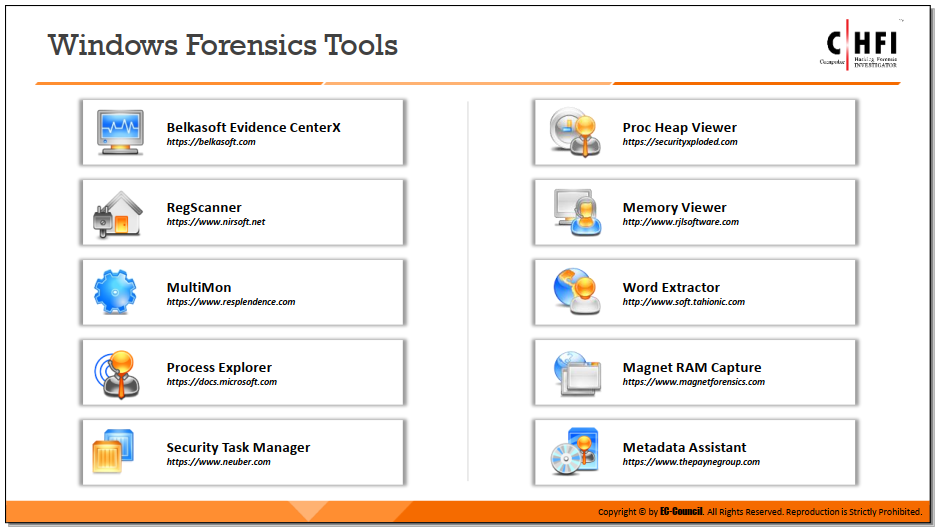 Windows Forensics Tools
CHFI
Computer Hacking Forensic
INVESTIGATOR
Belkasoft Evidence CenterX
https://belkasoft.com
RegScanner
https://www.nirsoft.net
MultiMon
https://www.resplendence.com
Process Explorer
https://docs.microsoft.com
Security Task Manager
https://www.neuber.com
Proc Heap Viewer
https://securityxploded.com
Memory Viewer
http://www.rjlsoftware.com
Word Extractor
http://www.soft.tahionic.com
Magnet RAM Capture
https://www.magnetforensics.com
Metadata Assistant
https://www.thepaynegroup.com
Copyright © by EC-Council. All Rights Reserved. Reproduction is Strictly Prohibited.